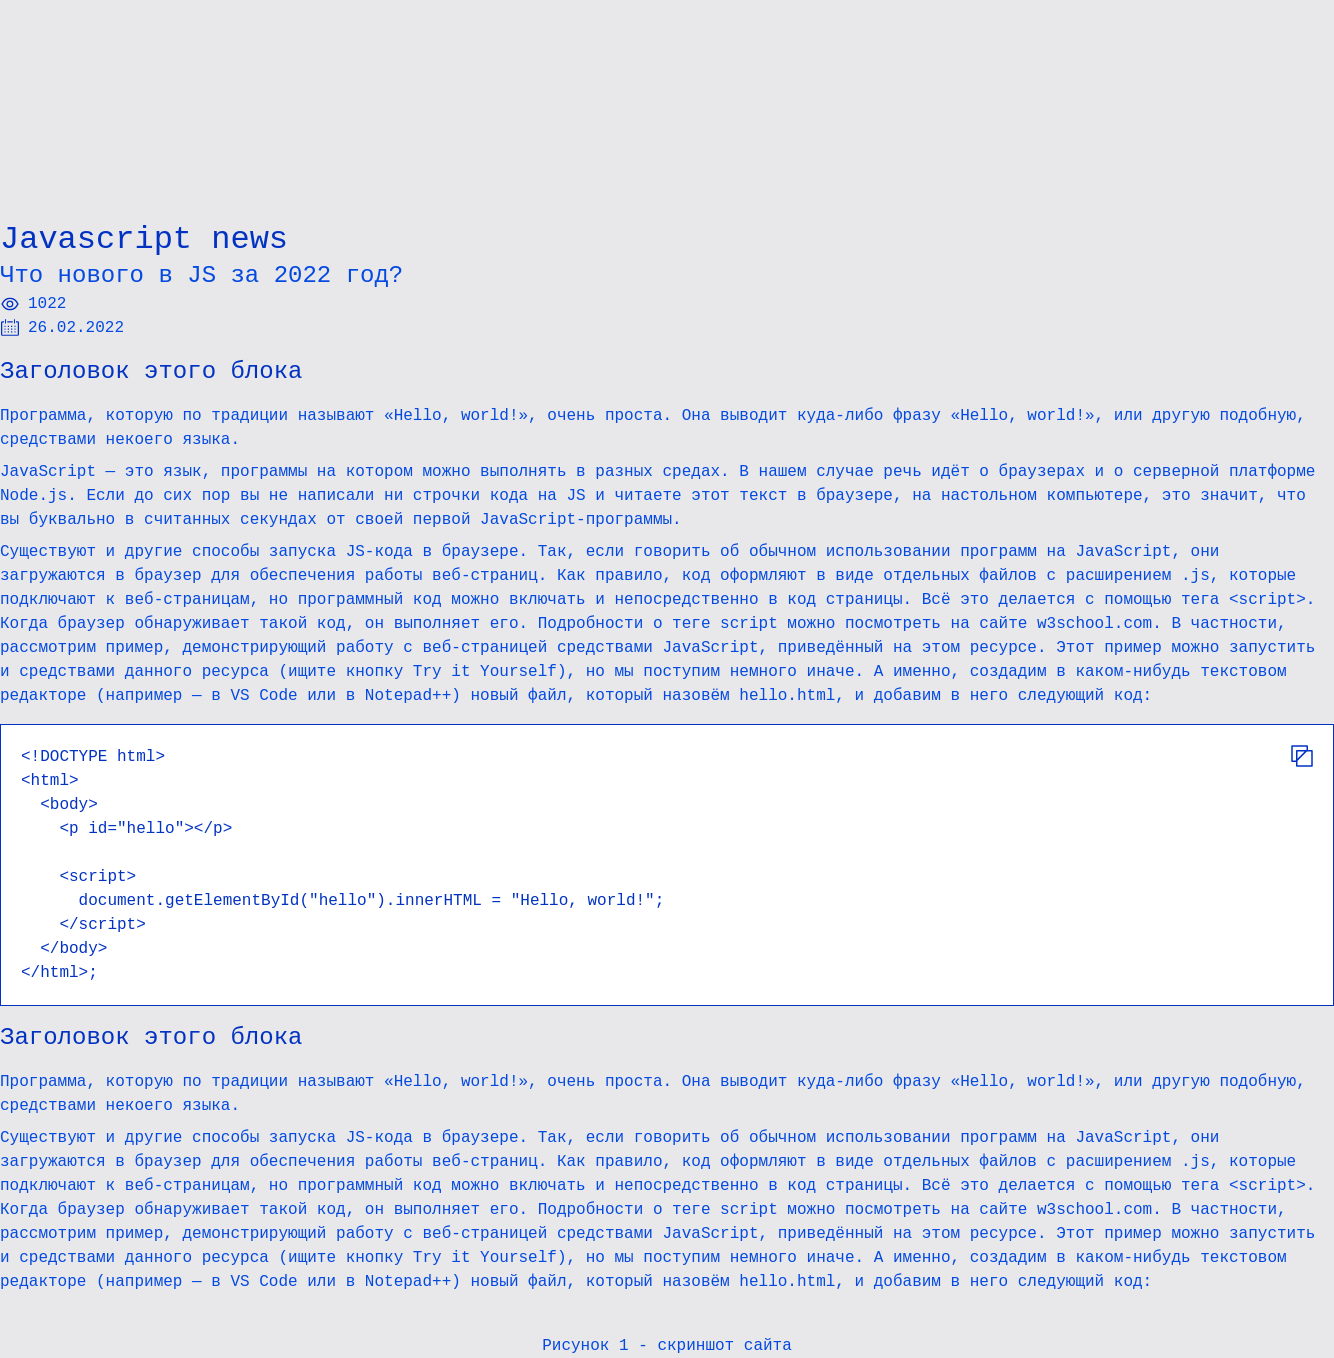 Javascript news
Что нового в JS за 2022 год?
1022
26.02.2022
Заголовок этого блока
Программа, которую по традиции называют «Hello, world!», очень проста. Она выводит куда-либо фразу «Hello, world!», или другую подобную,
средствами некоего языка.
JavaScript — это язык, программы на котором можно выполнять в разных средах. В нашем случае речь идёт о браузерах и о серверной платформе
Node.js. Если до сих пор вы не написали ни строчки кода на JS и читаете этот текст в браузере, на настольном компьютере, это значит, что
вы буквально в считанных секундах от своей первой JavaScript-программы.
Существуют и другие способы запуска JS-кода в браузере. Так, если говорить об обычном использовании программ на JavaScript, они
загружаются в браузер для обеспечения работы веб-страниц. Как правило, код оформляют в виде отдельных файлов с расширением .js, которые
подключают к веб-страницам, но программный код можно включать и непосредственно в код страницы. Всё это делается с помощью тега <script>.
Когда браузер обнаруживает такой код, он выполняет его. Подробности о теге script можно посмотреть на сайте w3school.com. В частности,
рассмотрим пример, демонстрирующий работу с веб-страницей средствами JavaScript, приведённый на этом ресурсе. Этот пример можно запустить
и средствами данного ресурса (ищите кнопку Try it Yourself), но мы поступим немного иначе. А именно, создадим в каком-нибудь текстовом
редакторе (например — в VS Code или в Notepad++) новый файл, который назовём hello.html, и добавим в него следующий код:
<!DOCTYPE html>
<html>
  <body>
    <p id="hello"></p>
    <script>
      document.getElementById("hello").innerHTML = "Hello, world!";
    </script>
  </body>
</html>;
Заголовок этого блока
Программа, которую по традиции называют «Hello, world!», очень проста. Она выводит куда-либо фразу «Hello, world!», или другую подобную,
средствами некоего языка.
Существуют и другие способы запуска JS-кода в браузере. Так, если говорить об обычном использовании программ на JavaScript, они
загружаются в браузер для обеспечения работы веб-страниц. Как правило, код оформляют в виде отдельных файлов с расширением .js, которые
подключают к веб-страницам, но программный код можно включать и непосредственно в код страницы. Всё это делается с помощью тега <script>.
Когда браузер обнаруживает такой код, он выполняет его. Подробности о теге script можно посмотреть на сайте w3school.com. В частности,
рассмотрим пример, демонстрирующий работу с веб-страницей средствами JavaScript, приведённый на этом ресурсе. Этот пример можно запустить
и средствами данного ресурса (ищите кнопку Try it Yourself), но мы поступим немного иначе. А именно, создадим в каком-нибудь текстовом
редакторе (например — в VS Code или в Notepad++) новый файл, который назовём hello.html, и добавим в него следующий код:
Рисунок 1 - скриншот сайта